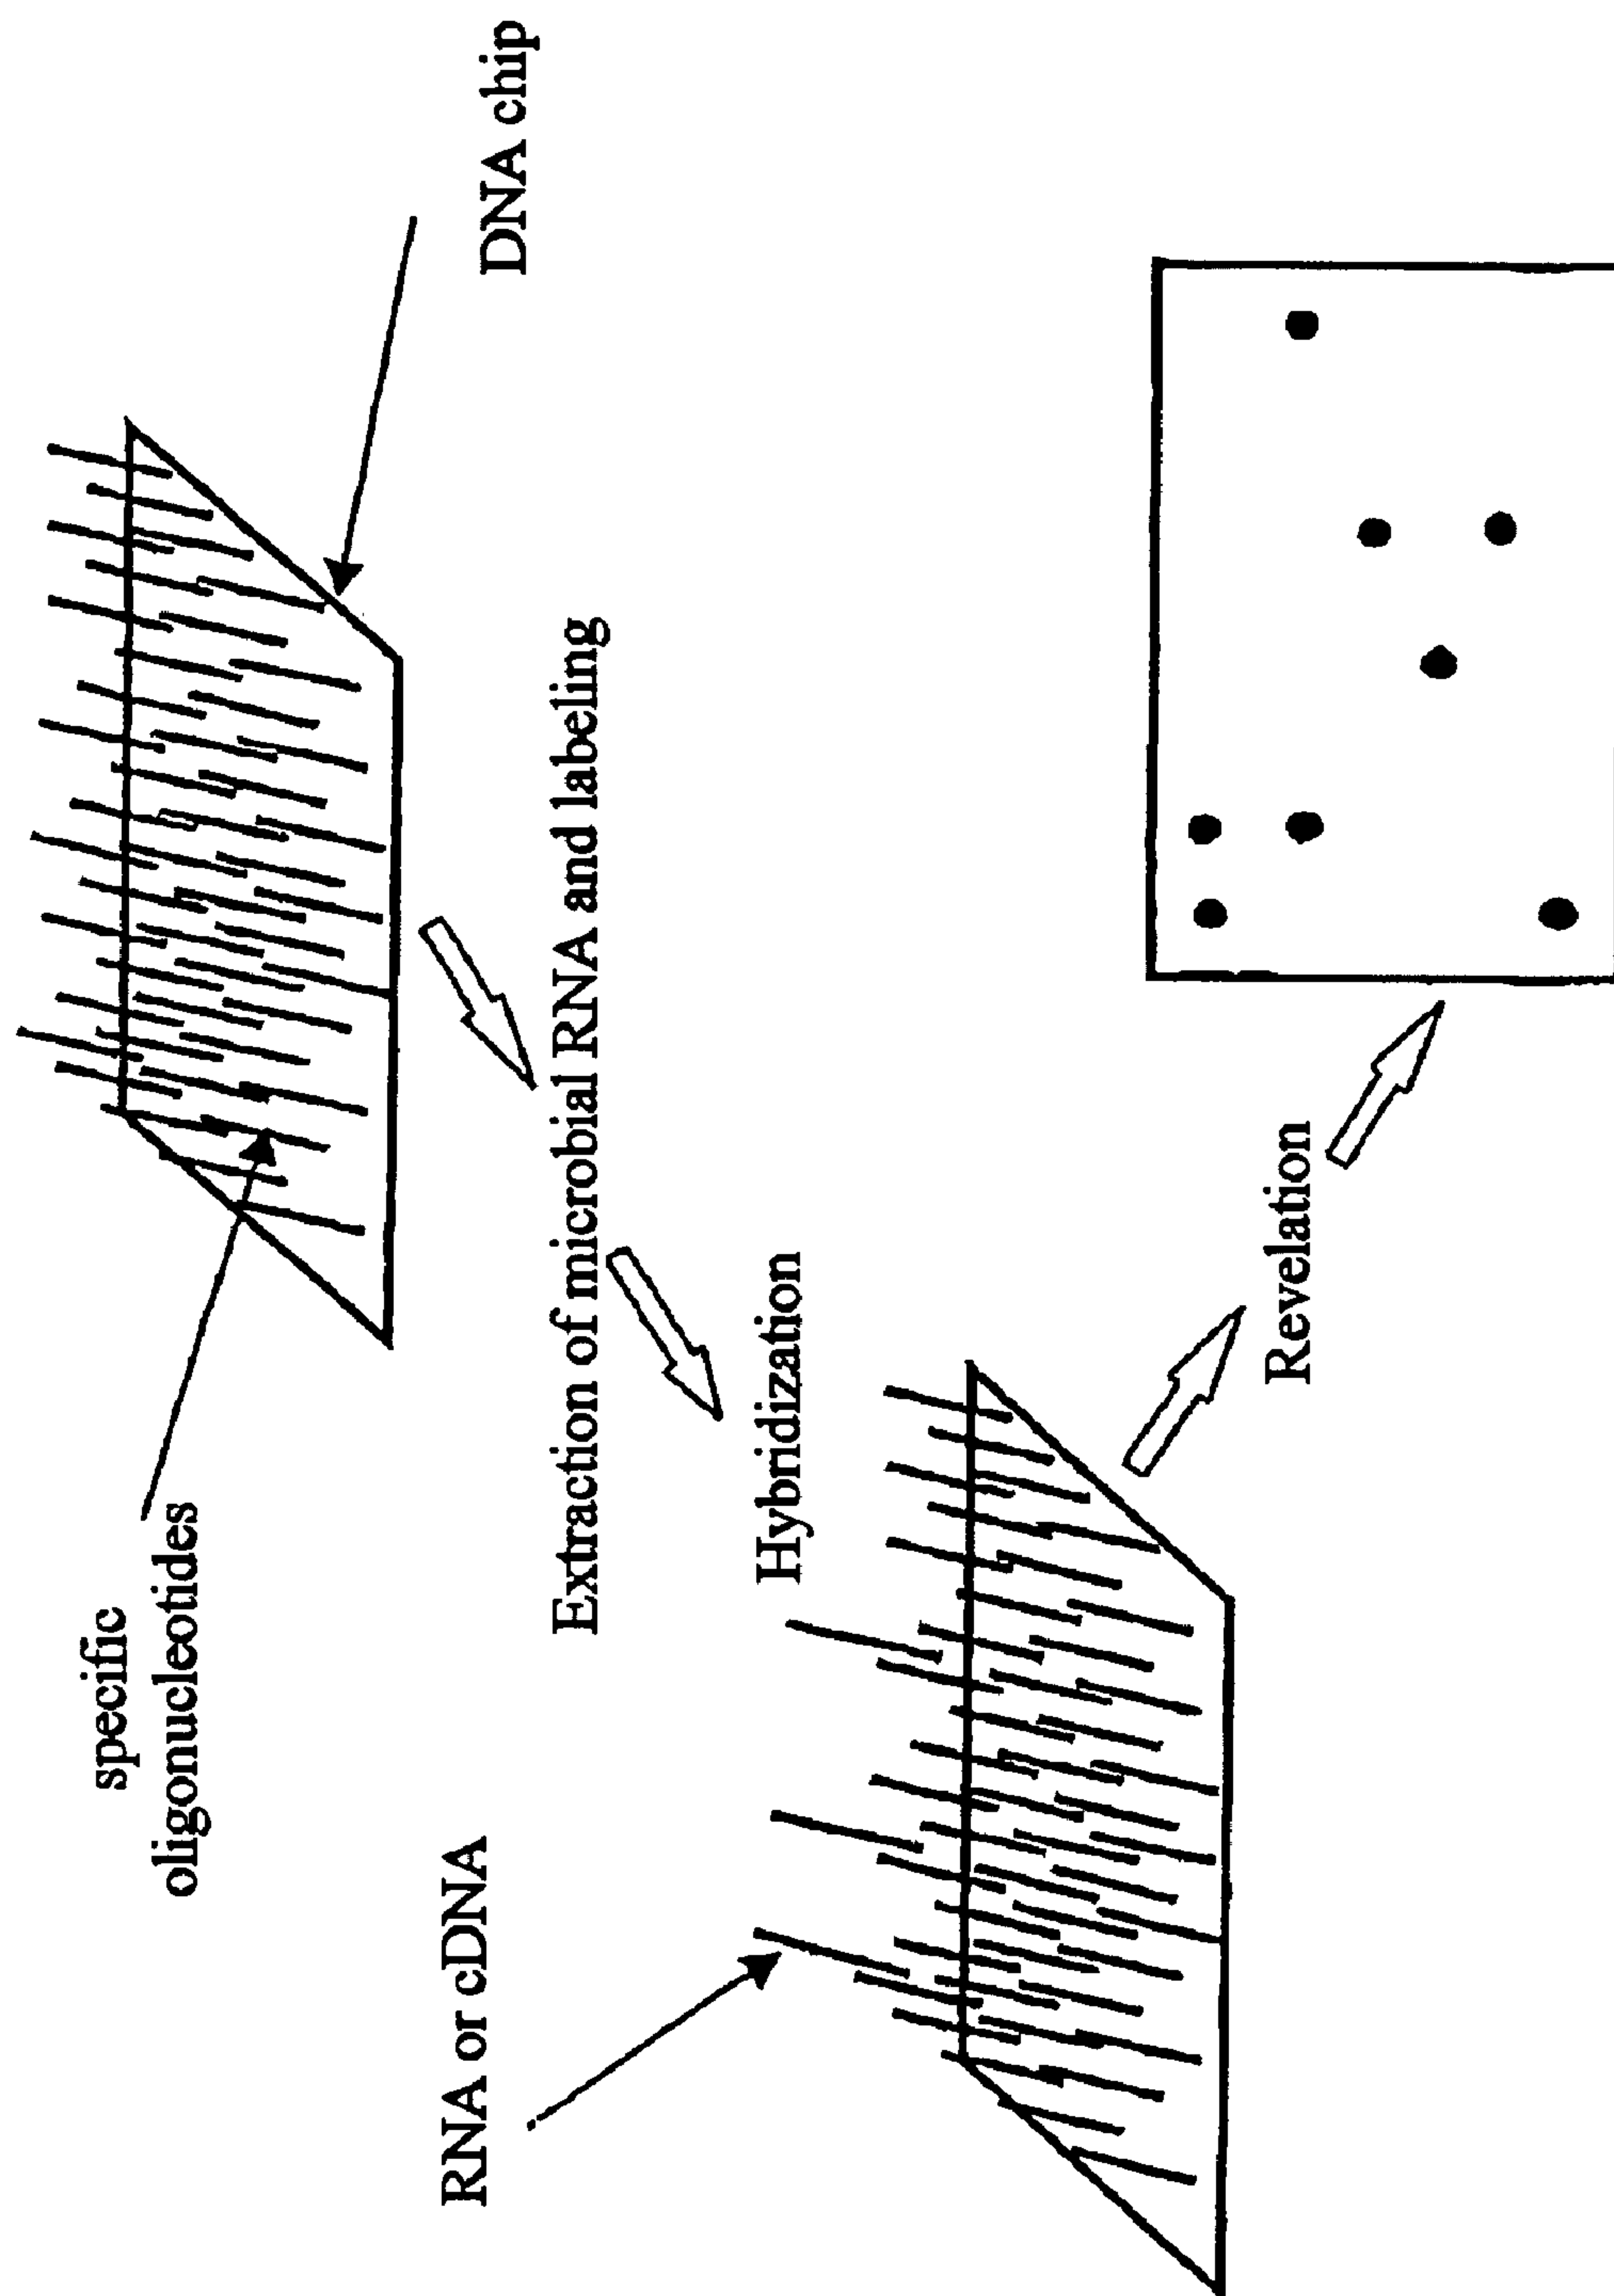 specific
oligonucleotides
DNA chip
Extraction of microbial RNA and labeling
RNA or cDNA
Hybridization
Revelation